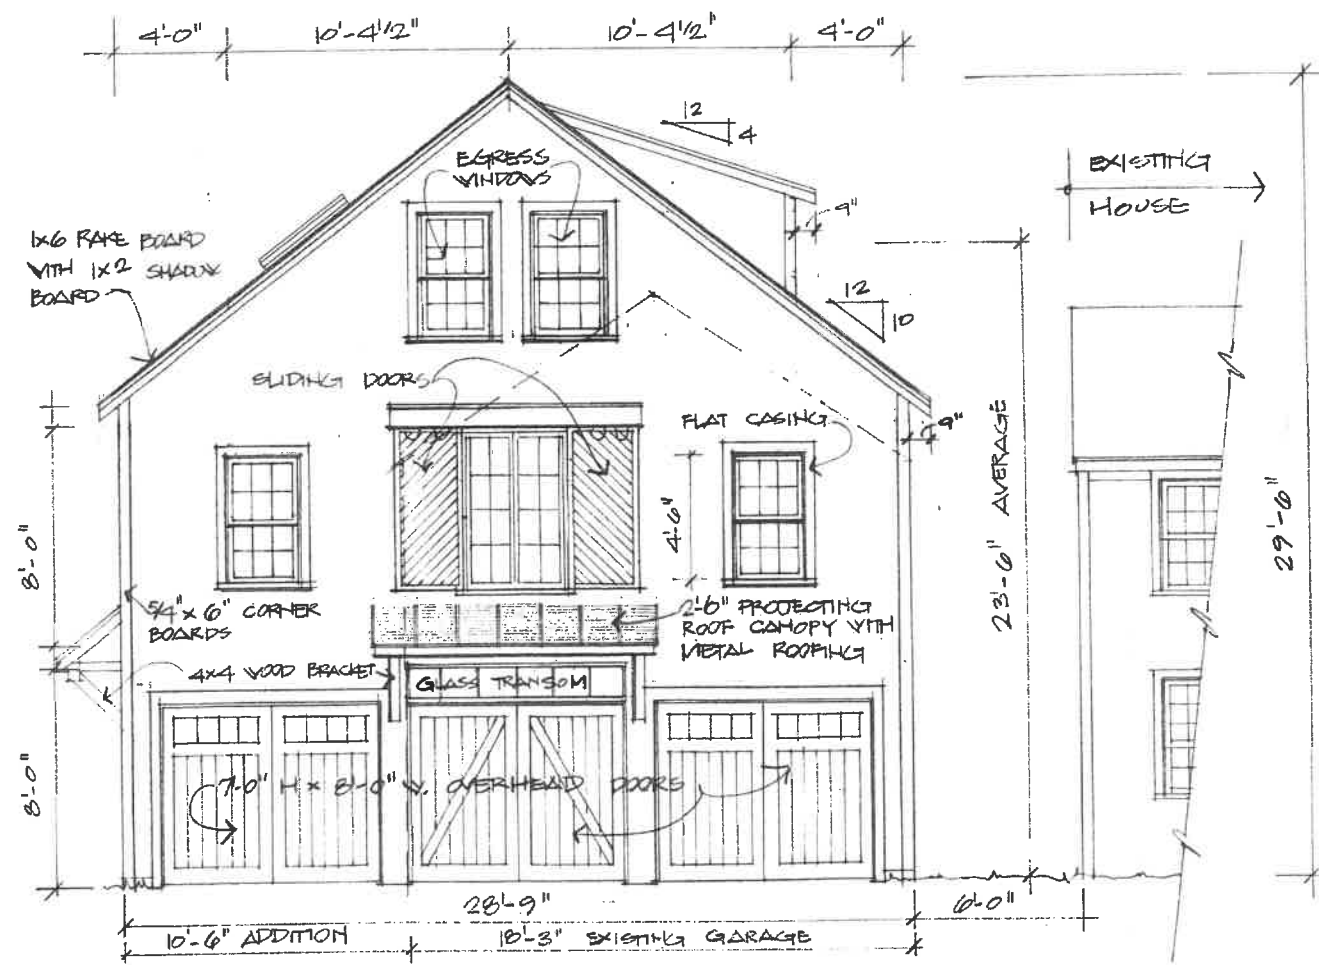 4'-0"
10'-4 1/2"
10'-4 1/2"
4'-0"
12
4
EGRESS
WINDOWS
EXISTING
HOUSE
9"
1x6 RAKE BOARD
WITH 1x2 SHADOW
BOARD
12
10
SLIDING DOORS
FLAT CASING
9"
4'-6"
23'-6" AVERAGE
29'-6"
8'-0"
5/4" x 6" CORNER
BOARDS
2'-6" PROJECTING
ROOF CANOPY WITH
METAL ROOFING
4x4 WOOD BRACKET
GLASS TRANSOM
8'-0"
7'-0" H x 8'-0" W. OVERHEAD DOORS
28'-9"
6'-0"
10'-6" ADDITION
18'-3" EXISTING GARAGE